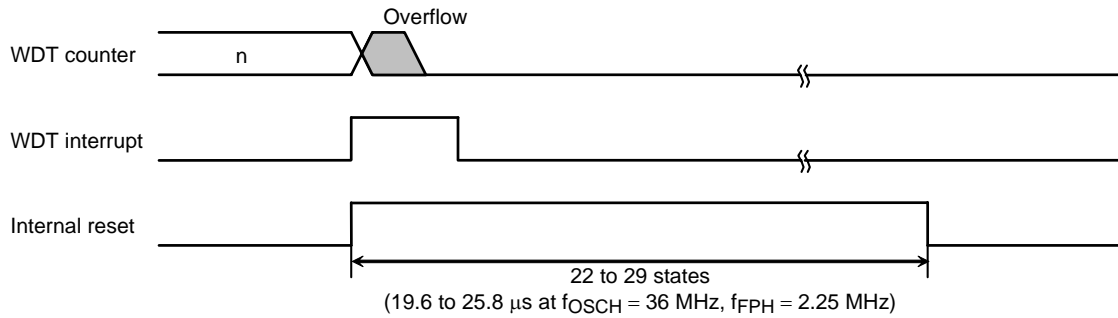 Overflow
WDT counter
n
WDT interrupt
Internal reset
22 to 29 states
(19.6 to 25.8 μs at fOSCH = 36 MHz, fFPH = 2.25 MHz)